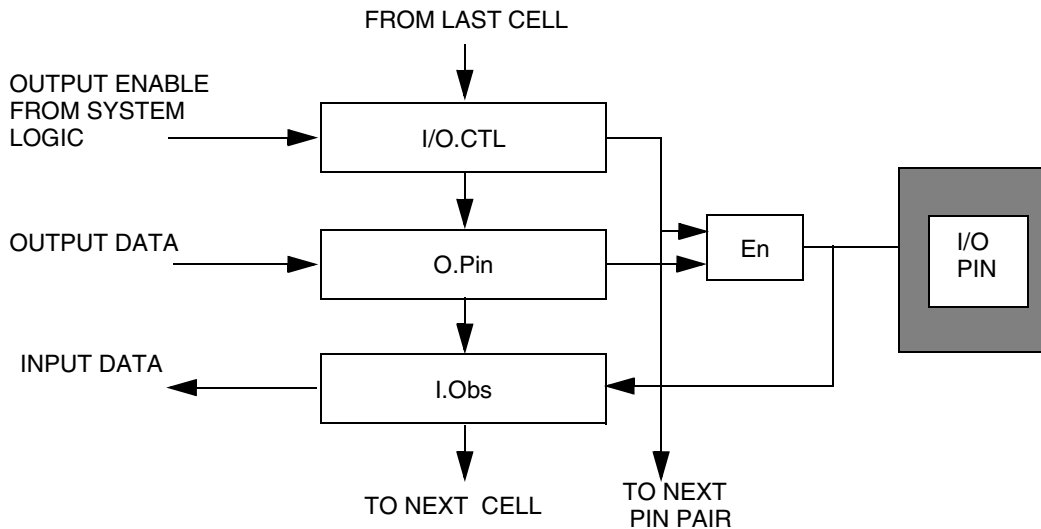 FROM LAST CELL
OUTPUT ENABLE
FROM SYSTEM
LOGIC
I/O.CTL
OUTPUT DATA
O.Pin
En
I/O
PIN
INPUT DATA
I.Obs
TO NEXT CELL
TO NEXT
PIN PAIR